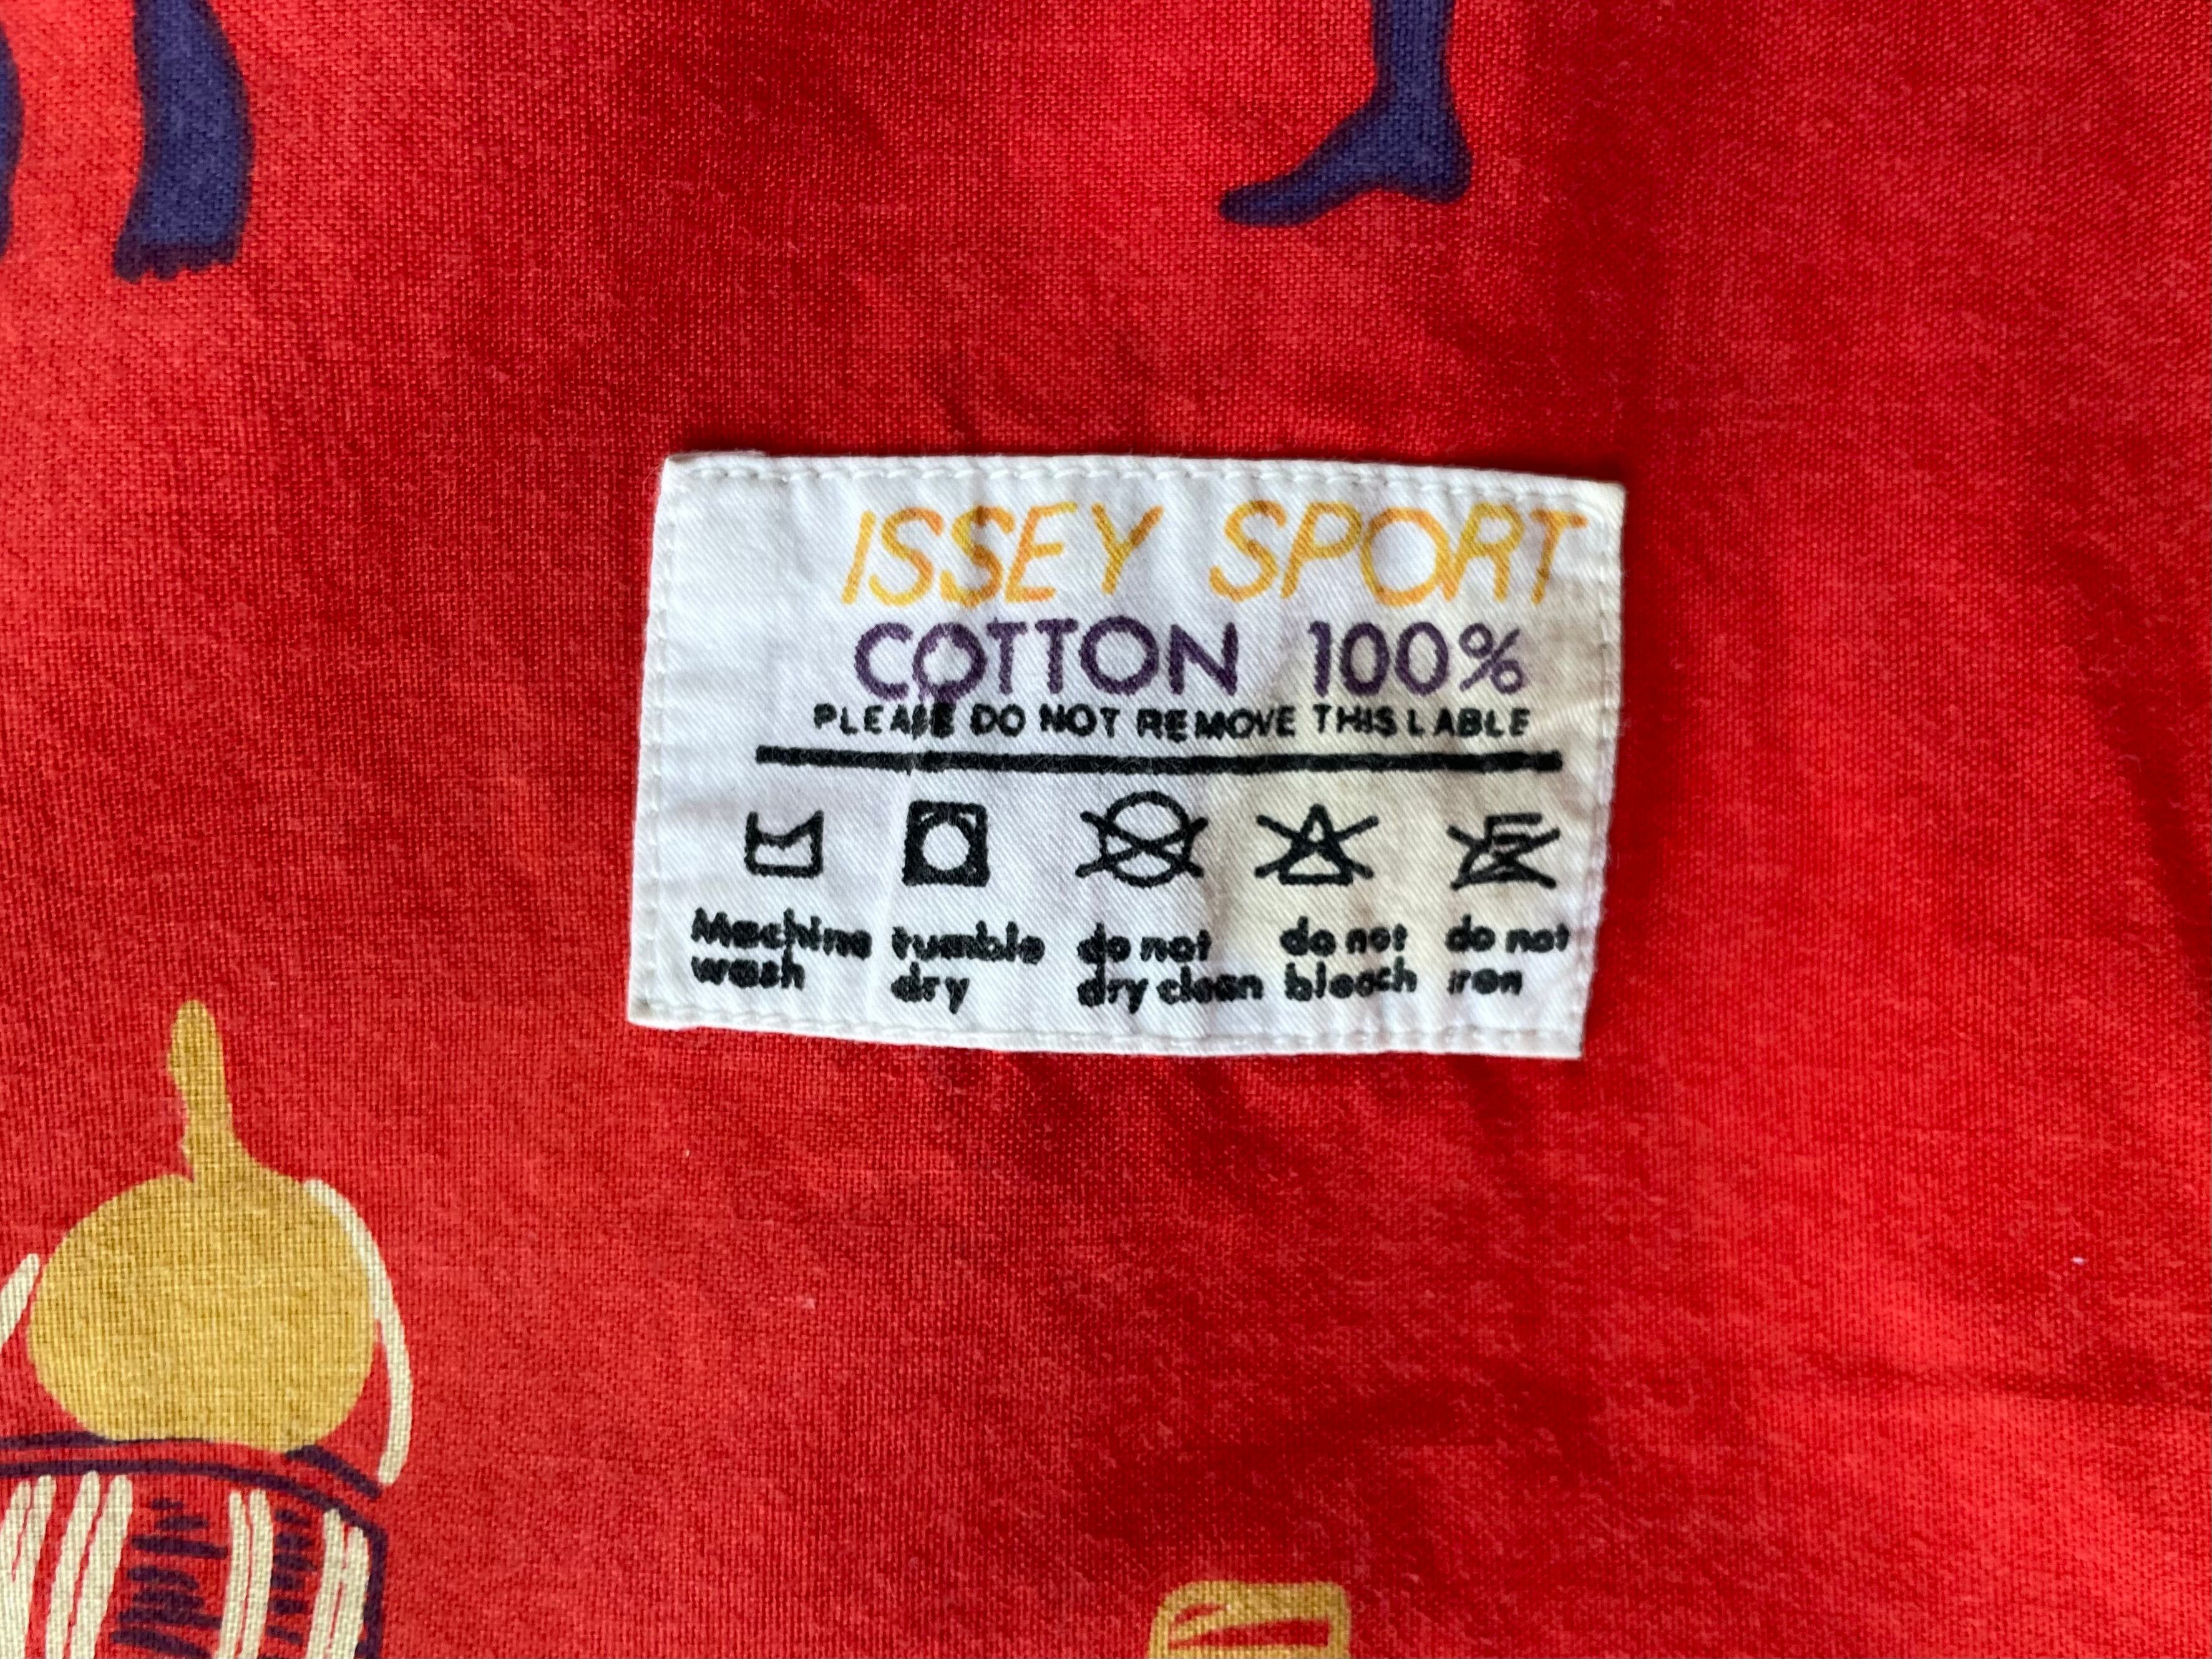 ISSEY SPORT
COTTON 100%
PLEASE DO NOT REMOVE THIS LABLE
Machine wash
tumble dry
do not dry clean
do not bleach
do not iron